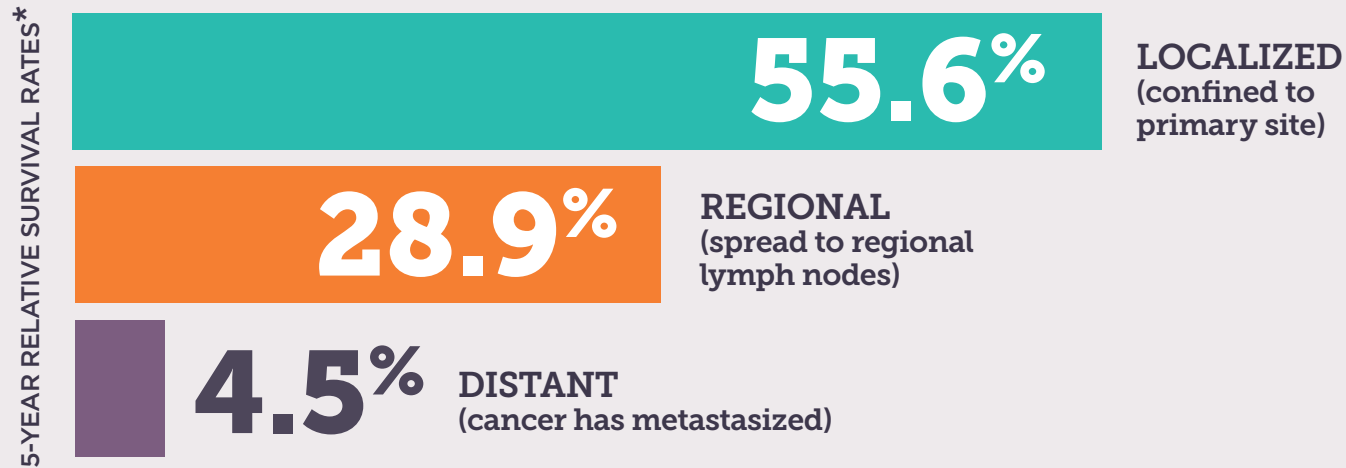 5-YEAR RELATIVE SURVIVAL RATES*
55.6%
LOCALIZED
(confined to
primary site)
28.9%
REGIONAL
(spread to regional
lymph nodes)
4.5%
DISTANT
(cancer has metastasized)